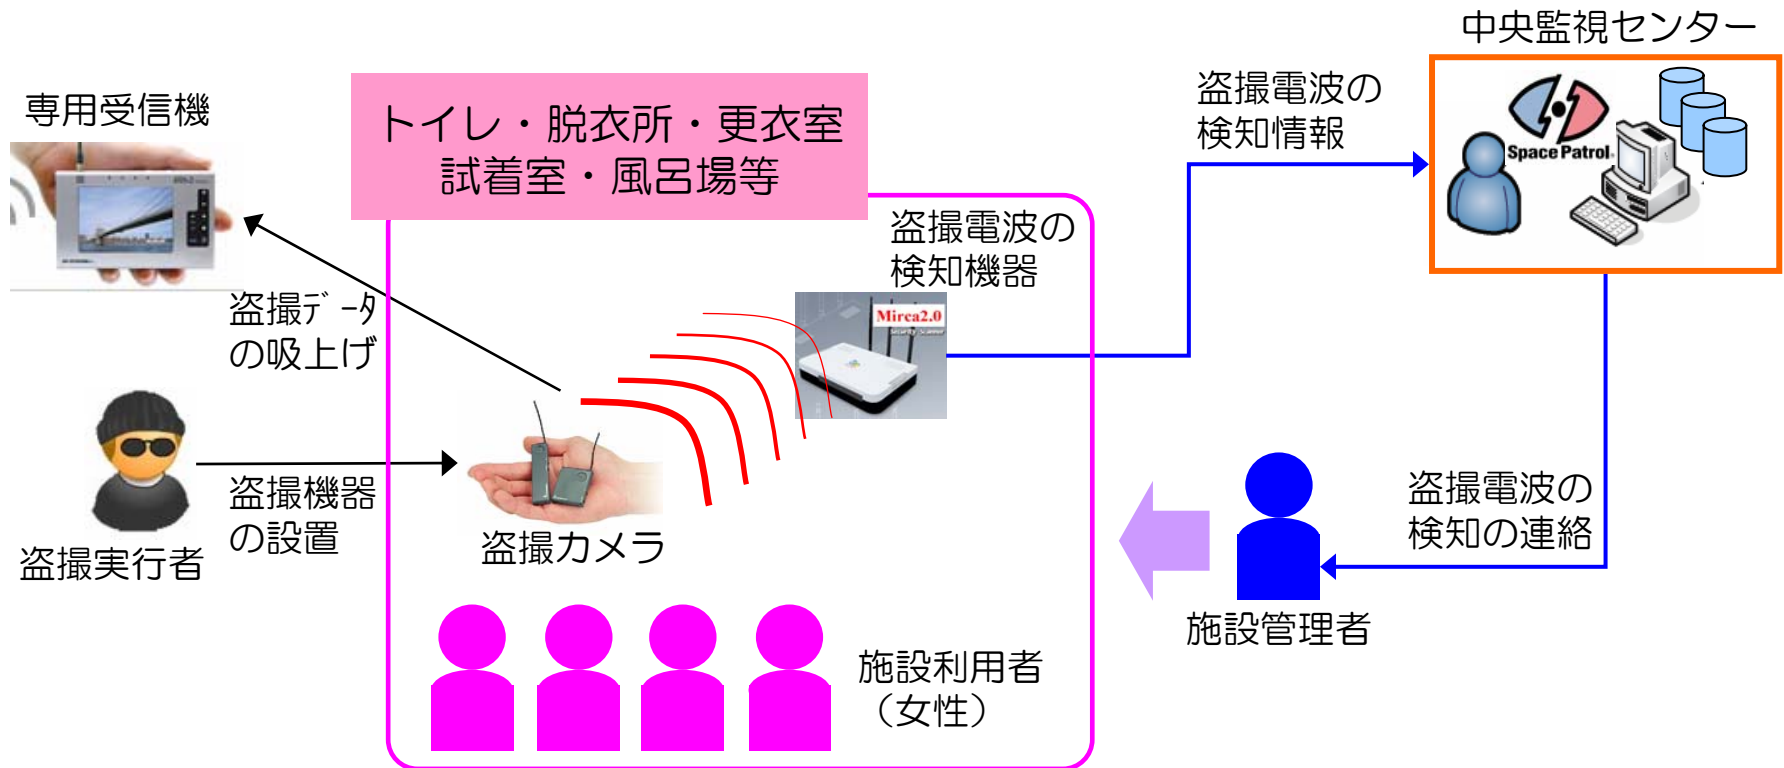 中央監視センター
専用受信機
トイレ・脱衣所・更衣室
試着室・風呂場等
盗撮電波の
検知情報
Space Patrol
盗撮電波の
検知機器
Mirca2.0
Security Scanner
盗撮ﾃﾞｰﾀ
の吸上げ
盗撮機器
の設置
盗撮実行者
盗撮カメラ
盗撮電波の
検知の連絡
施設管理者
施設利用者
（女性）